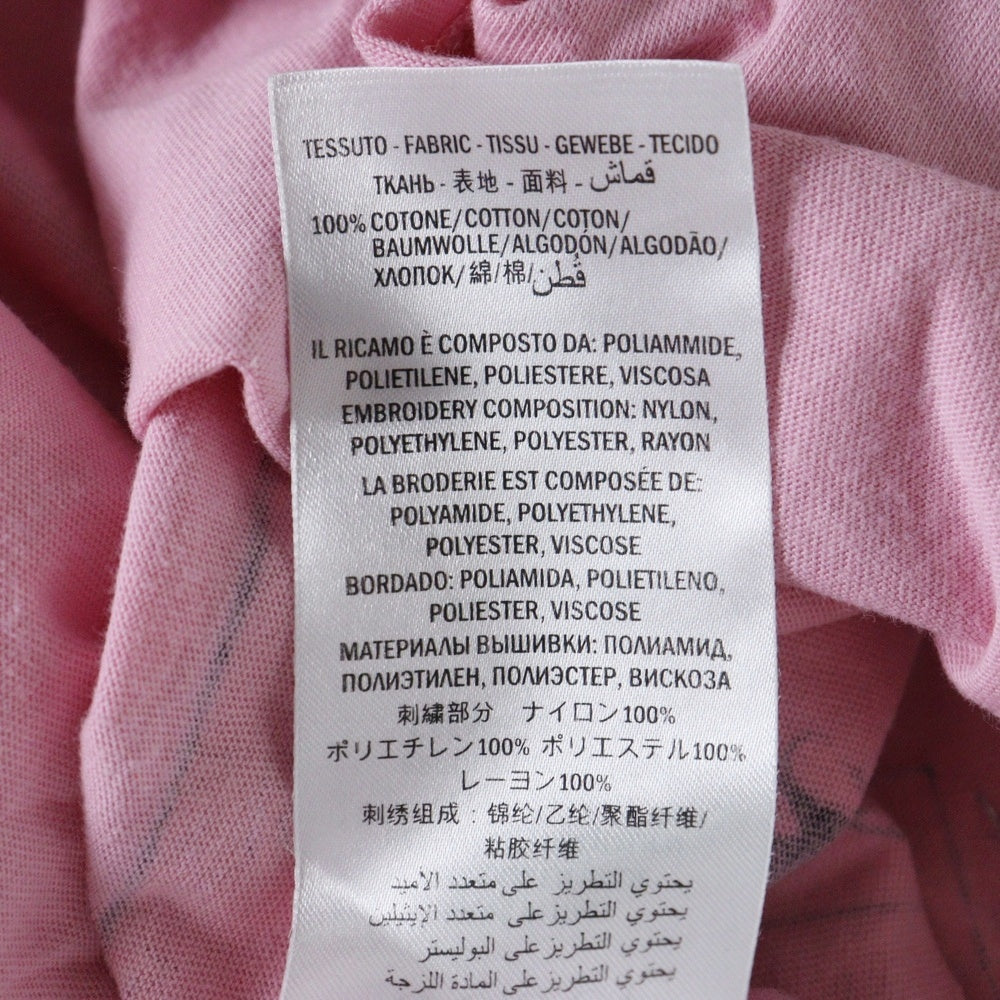 TESSUTO - FABRIC - TISSU - GEWEBE - TECIDO
ТКАНЬ - 表地 - 面料 - قماش
100% COTONE/COTTON/COTON/
BAUMWOLLE/ALGODÓN/ALGODÃO/
ХЛОПОК/ 綿/棉/قُطن
IL RICAMO È COMPOSTO DA: POLIAMMIDE,
POLIETILENE, POLIESTERE, VISCOSA
EMBROIDERY COMPOSITION: NYLON,
POLYETHYLENE, POLYESTER, RAYON
LA BRODERIE EST COMPOSÉE DE:
POLYAMIDE, POLYETHYLENE,
POLYESTER, VISCOSE
BORDADO: POLIAMIDA, POLIETILENO,
POLIESTER, VISCOSE
МАТЕРИАЛЫ ВЫШИВКИ: ПОЛИАМИД,
ПОЛИЭТИЛЕН, ПОЛИЭСТЕР, ВИСКОЗА
刺繍部分 ナイロン100%
ポリエチレン100% ポリエステル100%
レーヨン100%
刺绣组成：锦纶/乙纶/聚酯纤维/
粘胶纤维
يحتوي التطريز على متعدد الاميد
يحتوي التطريز على متعدد الإيثيلين
يحتوي التطريز على البوليستر
يحتوي التطريز على المادة اللزجة